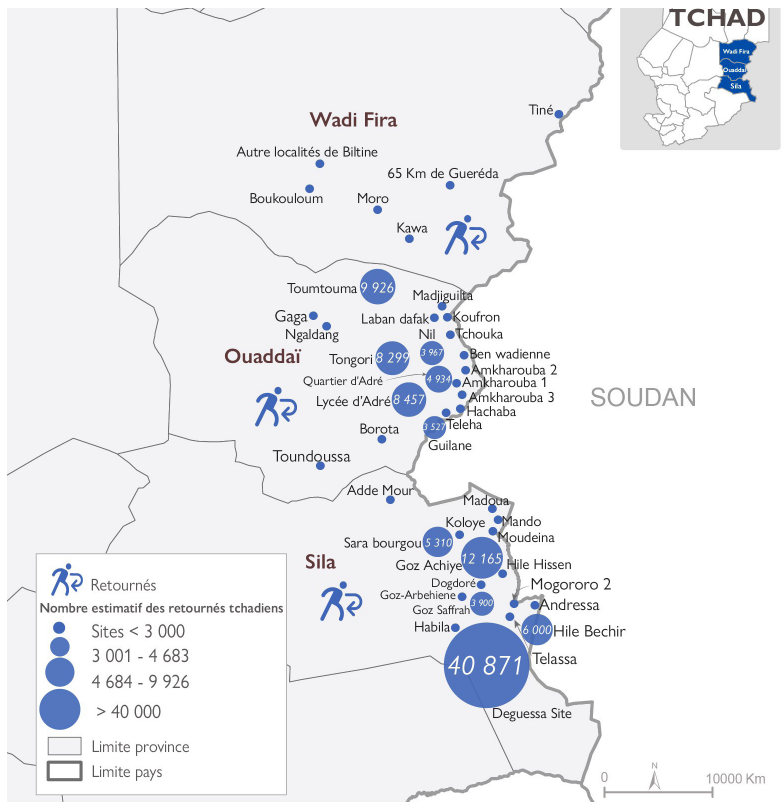 TCHAD
Wadi Fira
Ouaddaï
Sila
Tiné
Wadi Fira
Autre localités de Biltine
65 Km de Gueréda
Boukouloum
Moro
Kawa
Toumtouma
9 926
Madjiguilta
Gaga
Laban dafak
Koufron
Ngaldang
Nil
Tchouka
Ouaddaï
3 967
Ben wadienne
Tongori
8 299
Amkharouba 2
Quartier d'Adré
4 934
Amkharouba 1
Lycée d'Adré
8 457
Amkharouba 3
SOUDAN
Hachaba
Borota
3 527
Teleha
Guilane
Toundoussa
Adde Mour
Madoua
Koloye
Mando
Moudeina
Sara bourgou
5 310
Sila
12 165
Goz Achiye
Hile Hissen
Dogdoré
Mogororo 2
Goz-Arbehiene
Goz Saffrah
3 900
Andressa
Habila
6 000
Hile Bechir
40 871
Telassa
Deguessa Site
Retournés
Nombre estimatif des retournés tchadiens
Sites < 3 000
3 001 - 4 683
4 684 - 9 926
> 40 000
Limite province
Limite pays
N
0
10000 Km